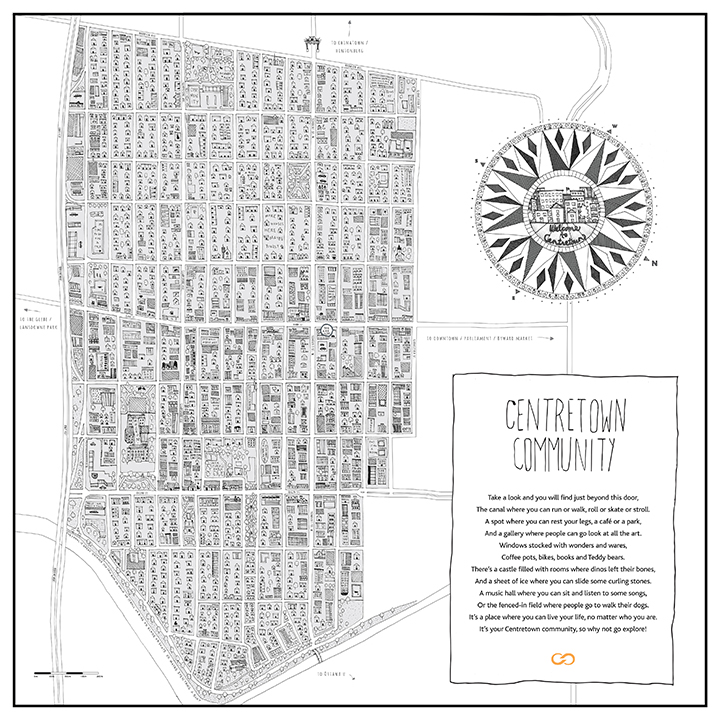 TO CHINATOWN /
HINTONBURG
W
S
N
E
Welcome
to
Centretown!
TO THE GLEBE /
LANSDOWNE PARK
TO DOWNTOWN / PARLIAMENT / BYWARD MARKET
CENTRETOWN
COMMUNITY
Take a look and you will find just beyond this door,
The canal where you can run or walk, roll or skate or stroll.
A spot where you can rest your legs, a café or a park,
And a gallery where people can go look at all the art.
Windows stocked with wonders and wares,
Coffee pots, bikes, books and Teddy bears.
There's a castle filled with rooms where dinos left their bones,
And a sheet of ice where you can slide some curling stones.
A music hall where you can sit and listen to some songs,
Or the fenced-in field where people go to walk their dogs.
It's a place where you can live your life, no matter who you are.
It's your Centretown community, so why not go explore!